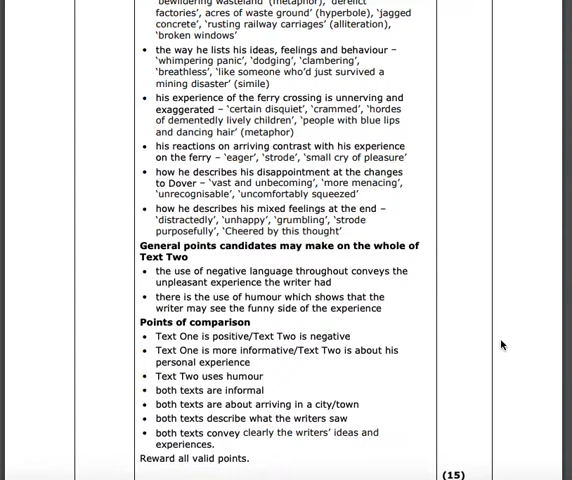 'bewildering wasteland' (metaphor), 'derelict
factories', acres of waste ground' (hyperbole), 'jagged
concrete', 'rusting railway carriages' (alliteration),
'broken windows'
• the way he lists his ideas, feelings and behaviour –
'whimpering panic', 'dodging', 'clambering',
'breathless', 'like someone who'd just survived a
mining disaster' (simile)
• his experience of the ferry crossing is unnerving and
exaggerated – 'certain disquiet', 'crammed', 'hordes
of dementedly lively children', 'people with blue lips
and dancing hair' (metaphor)
• his reactions on arriving contrast with his experience
on the ferry – 'eager', 'strode', 'small cry of pleasure'
• how he describes his disappointment at the changes
to Dover – 'vast and unbecoming', 'more menacing',
'unrecognisable', 'uncomfortably squeezed'
• how he describes his mixed feelings at the end –
'distractedly', 'unhappy', 'grumbling', 'strode
purposefully', 'Cheered by this thought'
General points candidates may make on the whole of
Text Two
• the use of negative language throughout conveys the
unpleasant experience the writer had
• there is the use of humour which shows that the
writer may see the funny side of the experience
Points of comparison
• Text One is positive/Text Two is negative
• Text One is more informative/Text Two is about his
personal experience
• Text Two uses humour
• both texts are informal
• both texts are about arriving in a city/town
• both texts describe what the writers saw
• both texts convey clearly the writers' ideas and
experiences.
Reward all valid points.
(15)